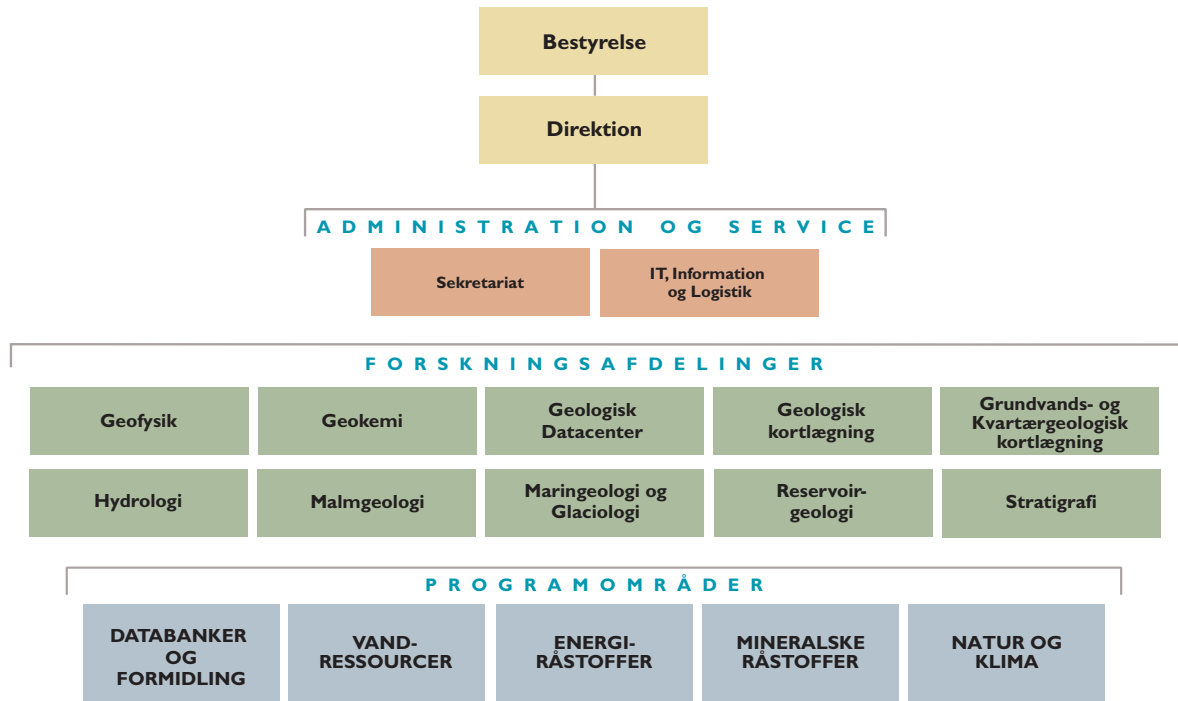 Bestyrelse
Direktion
ADMINISTRATION OG SERVICE
Sekretariat
IT, Information
og Logistik
FORSKNINGSAFDELINGER
Geofysik
Geokemi
Geologisk
Datacenter
Geologisk
kortlægning
Grundvands- og
Kvartærgeologisk
kortlægning
Hydrologi
Malmgeologi
Maringeologi og
Glaciologi
Reservoir-
geologi
Stratigrafi
PROGRAMOMRÅDER
DATABANKER
OG
FORMIDLING
VAND-
RESSOURCER
ENERGI-
RÅSTOFFER
MINERALSKE
RÅSTOFFER
NATUR OG
KLIMA